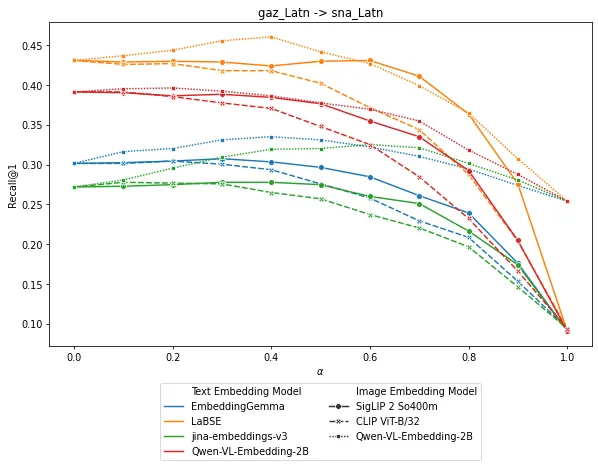 gaz_Latn -> sna_Latn
Recall@1
0.45
0.40
0.35
0.30
0.25
0.20
0.15
0.10
0.0 0.2 0.4 0.6 0.8 1.0
α
Text Embedding Model Image Embedding Model
EmbeddingGemma SigLIP 2 So400m
LaBSE CLIP ViT-B/32
jina-embeddings-v3 Qwen-VL-Embedding-2B
Qwen-VL-Embedding-2B